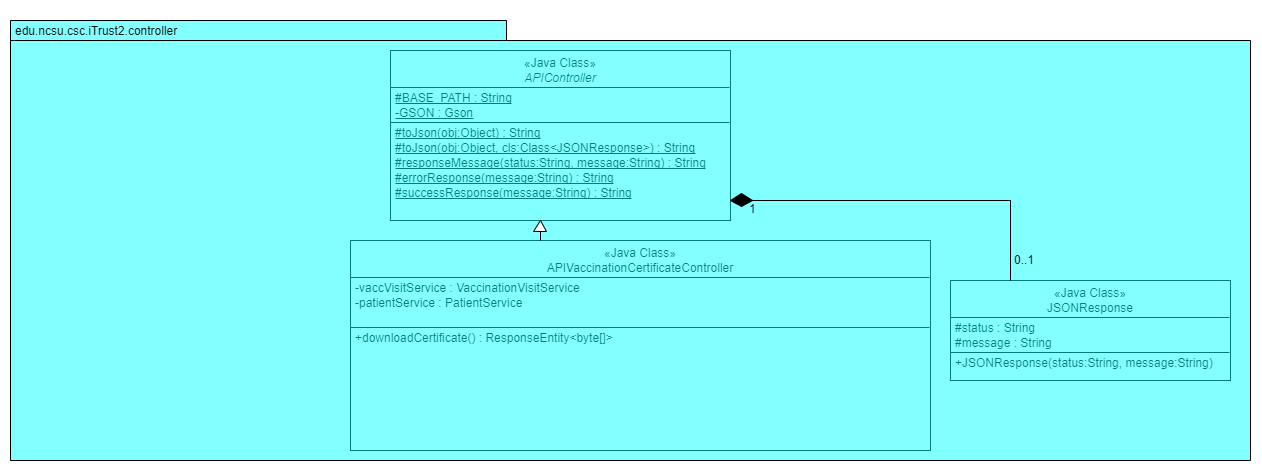 edu.ncsu.csc.iTrust2.controller
«Java Class»
APIController
#BASE_PATH : String
-GSON : Gson
#toJson(obj:Object) : String
#toJson(obj:Object, cls:Class<JSONResponse>) : String
#responseMessage(status:String, message:String) : String
#errorResponse(message:String) : String
#successResponse(message:String) : String
1
0..1
«Java Class»
APIVaccinationCertificateController
-vaccVisitService : VaccinationVisitService
-patientService : PatientService
+downloadCertificate() : ResponseEntity<byte[]>
«Java Class»
JSONResponse
#status : String
#message : String
+JSONResponse(status:String, message:String)